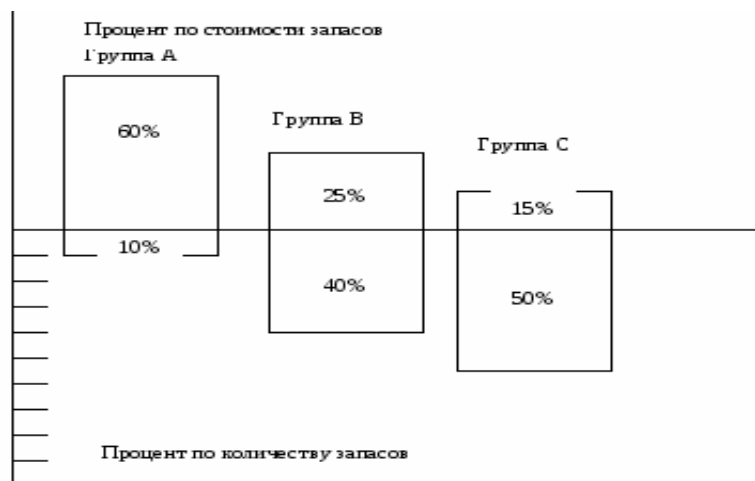 Процент по стоимости запасов
Группа А
60%
Группа В
25%
Группа С
15%
10%
40%
50%
Процент по количеству запасов